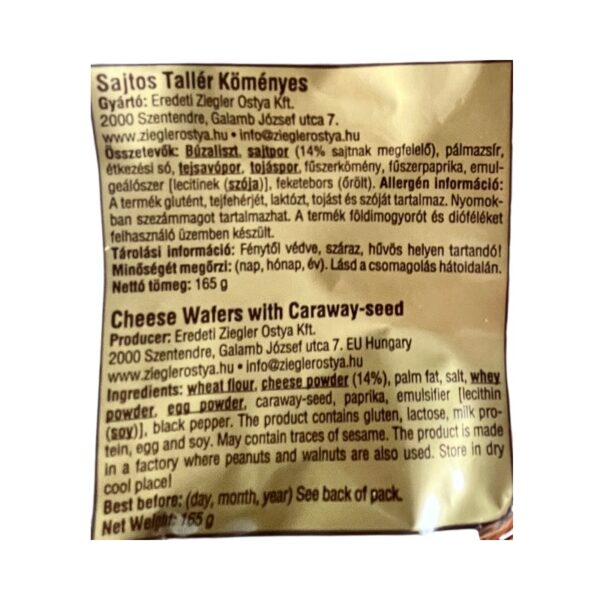 Sajtos Tallér Köményes
Gyártó: Eredeti Ziegler Ostya Kft.
2000 Szentendre, Galamb József utca 7.
www.zieglerostya.hu • info@zieglerostya.hu
Összetevők: Búzaliszt, sajtpor (14% sajtnak megfelelő), pálmazsír,
étkezési só, tejsavópor, tojáspor, fűszerkömény, fűszerpaprika, emul-
geálószer [lecitinek (szója)], feketebors (őrölt). Allergén információ:
A termék glutént, tejfehérjét, laktózt, tojást és szóját tartalmaz. Nyomok-
ban szezámmagot tartalmazhat. A termék földimogyorót és dióféléket
felhasználó üzemben készült.
Tárolási információ: Fénytől védve, száraz, hűvös helyen tartandó!
Minőségét megőrzi: (nap, hónap, év). Lásd a csomagolás hátoldalán.
Nettó tömeg: 165 g
Cheese Wafers with Caraway-seed
Producer: Eredeti Ziegler Ostya Kft.
2000 Szentendre, Galamb József utca 7. EU Hungary
www.zieglerostya.hu • info@zieglerostya.hu
Ingredients: wheat flour, cheese powder (14%), palm fat, salt, whey
powder, egg powder, caraway-seed, paprika, emulsifier [lecithin
(soy)], black pepper. The product contains gluten, lactose, milk pro-
tein, egg and soy. May contain traces of sesame. The product is made
in a factory where peanuts and walnuts are also used. Store in dry
cool place!
Best before: (day, month, year) See back of pack.
Net Weight: 165 g